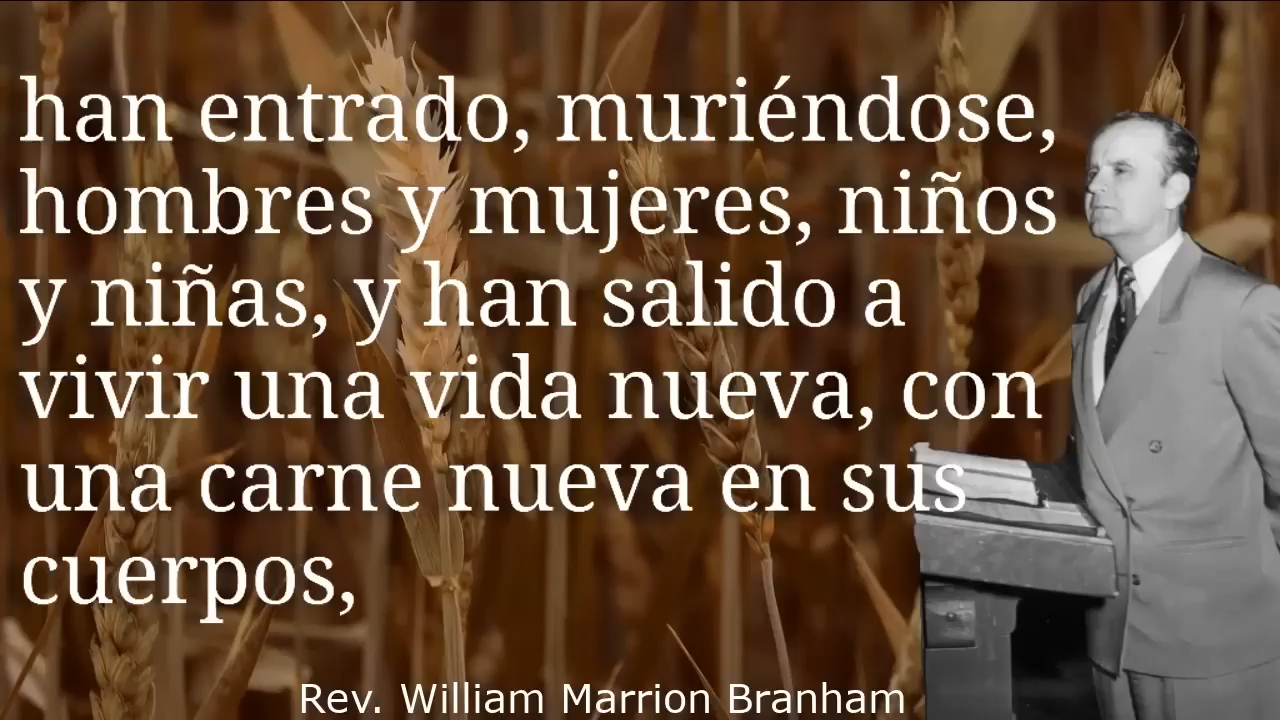 han entrado, muriéndose,
hombres y mujeres, niños
y niñas, y han salido a
vivir una vida nueva, con
una carne nueva en sus
cuerpos,
Rev. William Marrion Branham